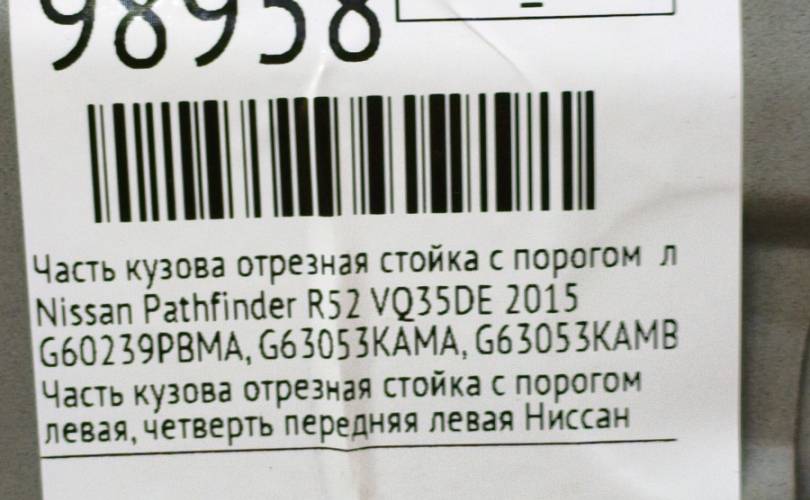 98958
Часть кузова отрезная стойка с порогом л
Nissan Pathfinder R52 VQ35DE 2015
G60239PBMA, G63053KAMA, G63053KAMB
Часть кузова отрезная стойка с порогом
левая, четверть передняя левая Ниссан